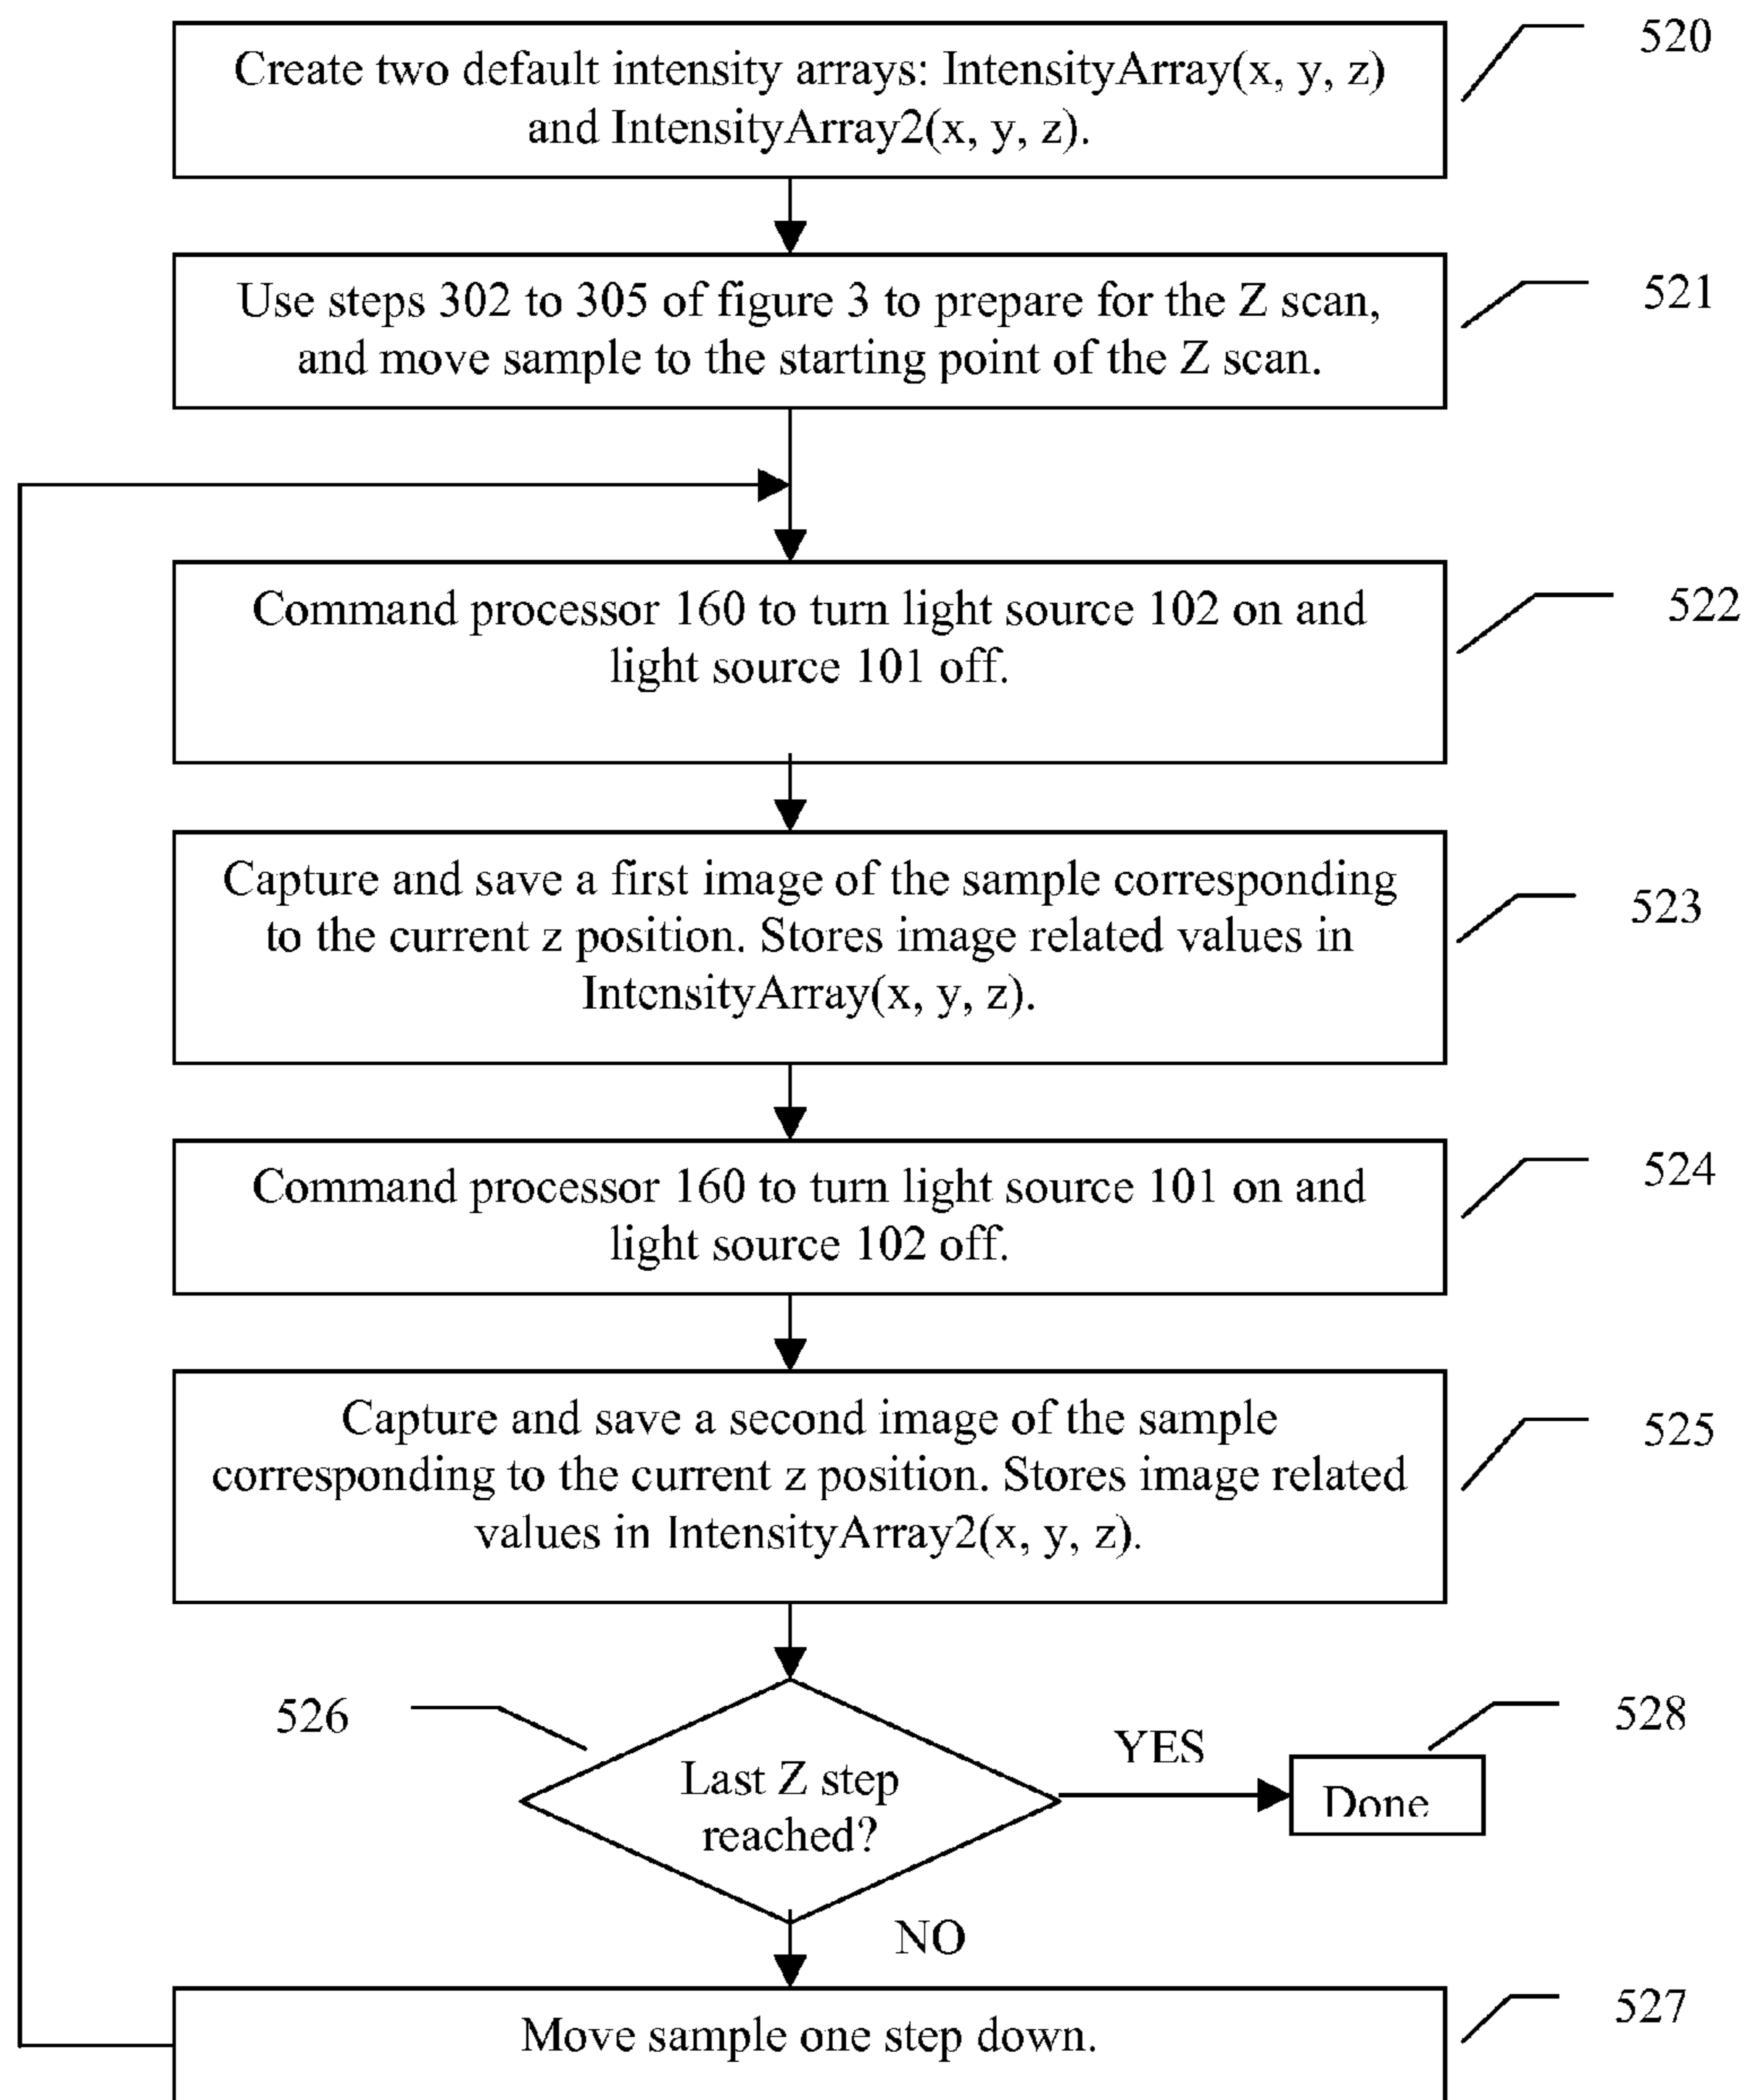 520
Create two default intensity arrays: IntensityArray(x, y, z)
and IntensityArray2(x, y, z).
521
Use steps 302 to 305 of figure 3 to prepare for the Z scan,
and move sample to the starting point of the Z scan.
522
Command processor 160 to turn light source 102 on and
light source 101 off.
523
Capture and save a first image of the sample corresponding
to the current z position. Stores image related values in
IntensityArray(x, y, z).
524
Command processor 160 to turn light source 101 on and
light source 102 off.
525
Capture and save a second image of the sample
corresponding to the current z position. Stores image related
values in IntensityArray2(x, y, z).
526
528
YES
Last Z step
reached?
Done
NO
527
Move sample one step down.